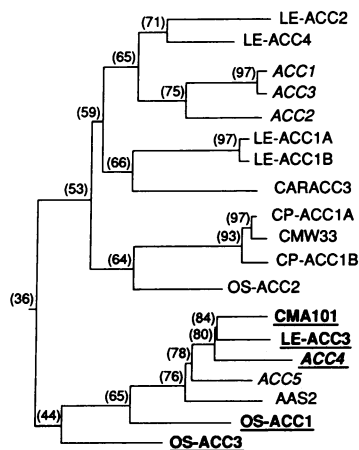 (71)
LE-ACC2
LE-ACC4
(65)
(97)
ACC1
ACC3
(75)
ACC2
(59)
(97)
LE-ACC1A
LE-ACC1B
(66)
CARACC3
(53)
(97)
CP-ACC1A
CMW33
(93)
CP-ACC1B
(64)
OS-ACC2
(36)
(84)
CMA101
(80)
LE-ACC3
(78)
ACC4
ACC5
(76)
AAS2
(65)
OS-ACC1
(44)
OS-ACC3